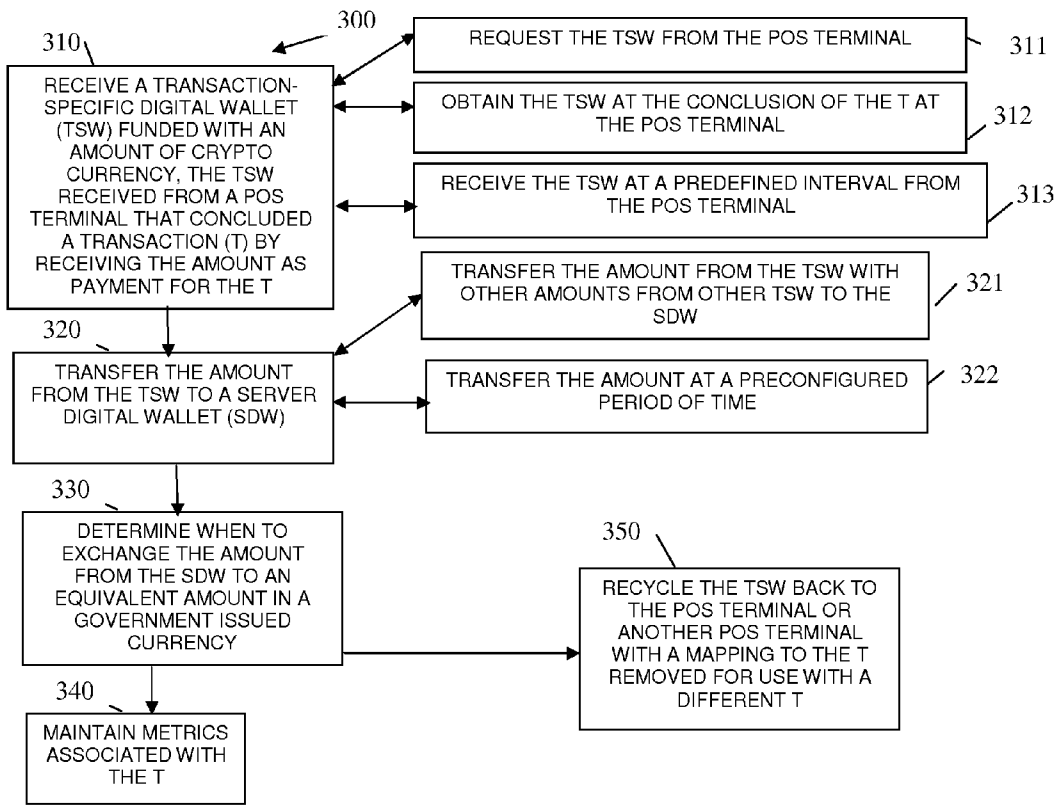 300
310
RECEIVE A TRANSACTION-
SPECIFIC DIGITAL WALLET
(TSW) FUNDED WITH AN
AMOUNT OF CRYPTO
CURRENCY, THE TSW
RECEIVED FROM A POS
TERMINAL THAT CONCLUDED
A TRANSACTION (T) BY
RECEIVING THE AMOUNT AS
PAYMENT FOR THE T
REQUEST THE TSW FROM THE POS TERMINAL
311
OBTAIN THE TSW AT THE CONCLUSION OF THE T AT
THE POS TERMINAL
312
RECEIVE THE TSW AT A PREDEFINED INTERVAL FROM
THE POS TERMINAL
313
320
TRANSFER THE AMOUNT
FROM THE TSW TO A SERVER
DIGITAL WALLET (SDW)
TRANSFER THE AMOUNT FROM THE TSW WITH
OTHER AMOUNTS FROM OTHER TSW TO THE
SDW
321
TRANSFER THE AMOUNT AT A PRECONFIGURED
PERIOD OF TIME
322
330
DETERMINE WHEN TO
EXCHANGE THE AMOUNT
FROM THE SDW TO AN
EQUIVALENT AMOUNT IN A
GOVERNMENT ISSUED
CURRENCY
350
RECYCLE THE TSW BACK TO
THE POS TERMINAL OR
ANOTHER POS TERMINAL
WITH A MAPPING TO THE T
REMOVED FOR USE WITH A
DIFFERENT T
340
MAINTAIN METRICS
ASSOCIATED WITH
THE T